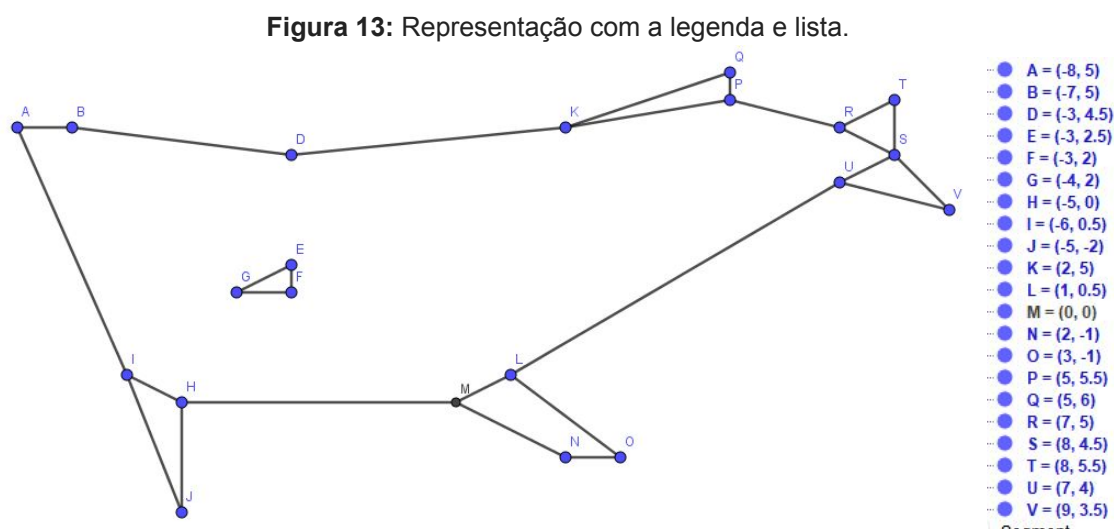 Figura 13: Representação com a legenda e lista.
Q
A = (-8, 5)
T
P
B = (-7, 5)
A
B
K
R
D = (-3, 4.5)
D
S
E = (-3, 2.5)
U
F = (-3, 2)
V
G = (-4, 2)
E
H = (-5, 0)
G
F
I = (-6, 0.5)
J = (-5, -2)
K = (2, 5)
L = (1, 0.5)
I
L
M = (0, 0)
H
M
N = (2, -1)
O = (3, -1)
N
O
P = (5, 5.5)
Q = (5, 6)
R = (7, 5)
S = (8, 4.5)
J
T = (8, 5.5)
U = (7, 4)
V = (9, 3.5)
Segment